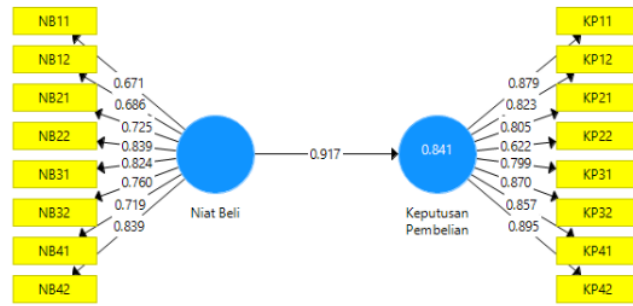 NB11
NB12
NB21
NB22
NB31
NB32
NB41
NB42
0.671
0.686
0.725
0.839
0.824
0.760
0.719
0.839
Niat Beli
0.917
0.841
Keputusan
Pembelian
0.879
0.823
0.805
0.622
0.799
0.870
0.857
0.895
KP11
KP12
KP21
KP22
KP31
KP32
KP41
KP42